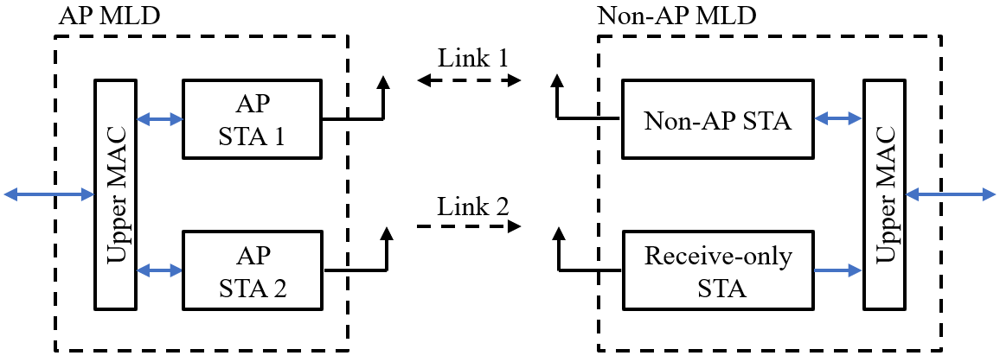 AP MLD
Non-AP MLD
Link 1
AP
STA 1
Non-AP STA
Upper MAC
Upper MAC
Link 2
AP
STA 2
Receive-only
STA